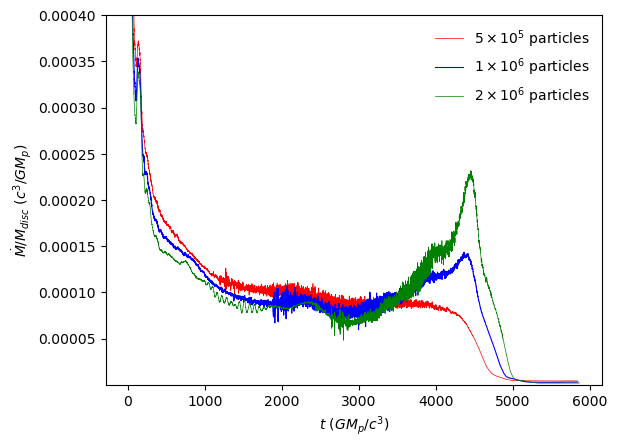 0.00040
0.00035
0.00030
0.00025
0.00020
0.00015
0.00010
0.00005
Ṁ/M_disc (c³/GM_p)
5 × 10⁵ particles
1 × 10⁶ particles
2 × 10⁶ particles
0 1000 2000 3000 4000 5000 6000
t (GM_p/c³)